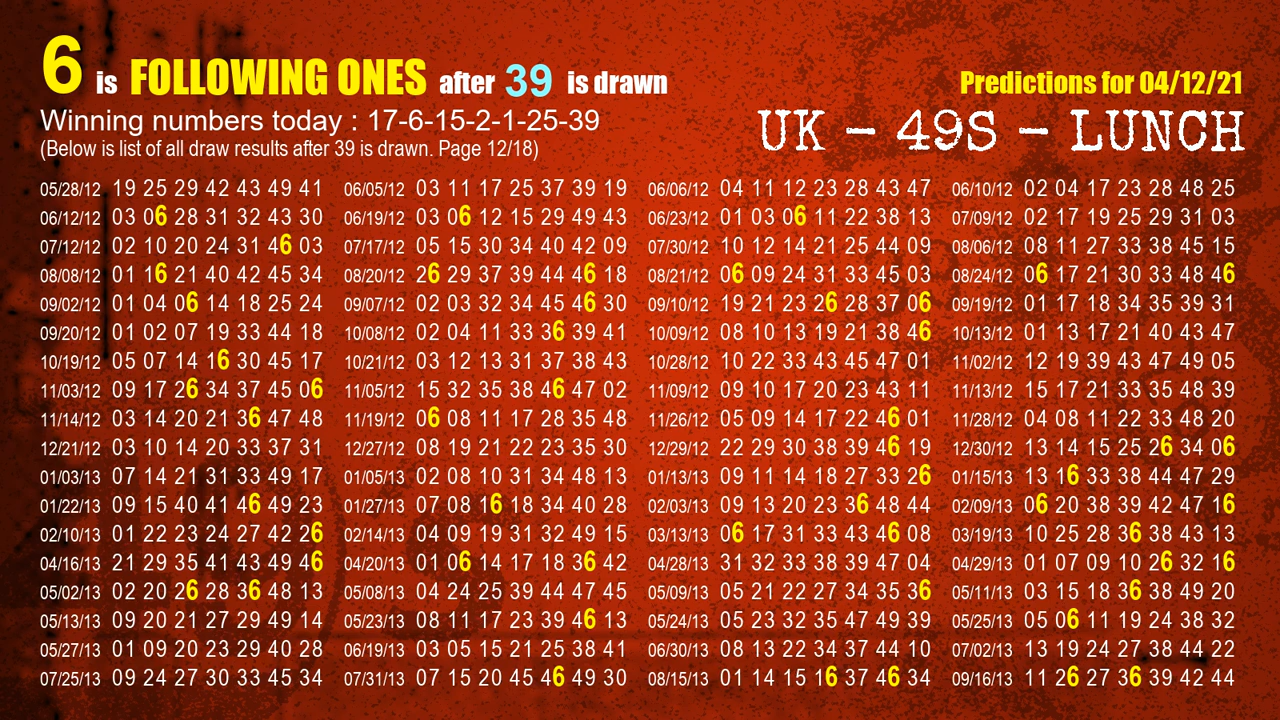 6 is FOLLOWING ONES after 39 is drawn
Predictions for 04/12/21
Winning numbers today : 17-6-15-2-1-25-39
UK - 49S - LUNCH
(Below is list of all draw results after 39 is drawn. Page 12/18)
05/28/12 19 25 29 42 43 49 41 06/05/12 03 11 17 25 37 39 19 06/06/12 04 11 12 23 28 43 47 06/10/12 02 04 17 23 28 48 25
06/12/12 03 06 28 31 32 43 30 06/19/12 03 06 12 15 29 49 43 06/23/12 01 03 06 11 22 38 13 07/09/12 02 17 19 25 29 31 03
07/12/12 02 10 20 24 31 46 03 07/17/12 05 15 30 34 40 42 09 07/30/12 10 12 14 21 25 44 09 08/06/12 08 11 27 33 38 45 15
08/08/12 01 16 21 40 42 45 34 08/20/12 26 29 37 39 44 46 18 08/21/12 06 09 24 31 33 45 03 08/24/12 06 17 21 30 33 48 46
09/02/12 01 04 06 14 18 25 24 09/07/12 02 03 32 34 45 46 30 09/10/12 19 21 23 26 28 37 06 09/19/12 01 17 18 34 35 39 31
09/20/12 01 02 07 19 33 44 18 10/08/12 02 04 11 33 36 39 41 10/09/12 08 10 13 19 21 38 46 10/13/12 01 13 17 21 40 43 47
10/19/12 05 07 14 16 30 45 17 10/21/12 03 12 13 31 37 38 43 10/28/12 10 22 33 43 45 47 01 11/02/12 12 19 39 43 47 49 05
11/03/12 09 17 26 34 37 45 06 11/05/12 15 32 35 38 46 47 02 11/09/12 09 10 17 20 23 43 11 11/13/12 15 17 21 33 35 48 39
11/14/12 03 14 20 21 36 47 48 11/19/12 06 08 11 17 28 35 48 11/26/12 05 09 14 17 22 46 01 11/28/12 04 08 11 22 33 48 20
12/21/12 03 10 14 20 33 37 31 12/27/12 08 19 21 22 23 35 30 12/29/12 22 29 30 38 39 46 19 12/30/12 13 14 15 25 26 34 06
01/03/13 07 14 21 31 33 49 17 01/05/13 02 08 10 31 34 48 13 01/13/13 09 11 14 18 27 33 26 01/15/13 13 16 33 38 44 47 29
01/22/13 09 15 40 41 46 49 23 01/27/13 07 08 16 18 34 40 28 02/03/13 09 13 20 23 36 48 44 02/09/13 06 20 38 39 42 47 16
02/10/13 01 22 23 24 27 42 26 02/14/13 04 09 19 31 32 49 15 03/13/13 06 17 31 33 43 46 08 03/19/13 10 25 28 36 38 43 13
04/16/13 21 29 35 41 43 49 46 04/20/13 01 06 14 17 18 36 42 04/28/13 31 32 33 38 39 47 04 04/29/13 01 07 09 10 26 32 16
05/02/13 02 20 26 28 36 48 13 05/08/13 04 24 25 39 44 47 45 05/09/13 05 21 22 27 34 35 36 05/11/13 03 15 18 36 38 49 20
05/13/13 09 20 21 27 29 49 14 05/23/13 08 11 17 23 39 46 13 05/24/13 05 23 32 35 47 49 39 05/25/13 05 06 11 19 24 38 32
05/27/13 01 09 20 23 29 40 28 06/19/13 03 05 15 21 25 38 41 06/30/13 08 13 22 34 37 44 10 07/02/13 13 19 24 27 38 44 22
07/25/13 09 24 27 30 33 45 34 07/31/13 07 15 20 45 46 49 30 08/15/13 01 14 15 16 37 46 34 09/16/13 11 26 27 36 39 42 44